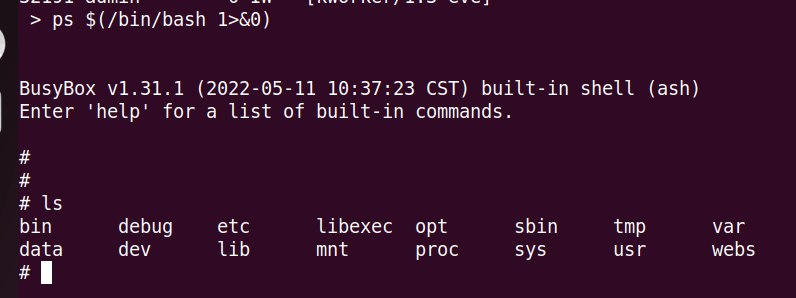 > ps $(/bin/bash 1>&0)
BusyBox v1.31.1 (2022-05-11 10:37:23 CST) built-in shell (ash)
Enter 'help' for a list of built-in commands.
#
#
# ls
bin debug etc libexec opt sbin tmp var
data dev lib mnt proc sys usr webs
#